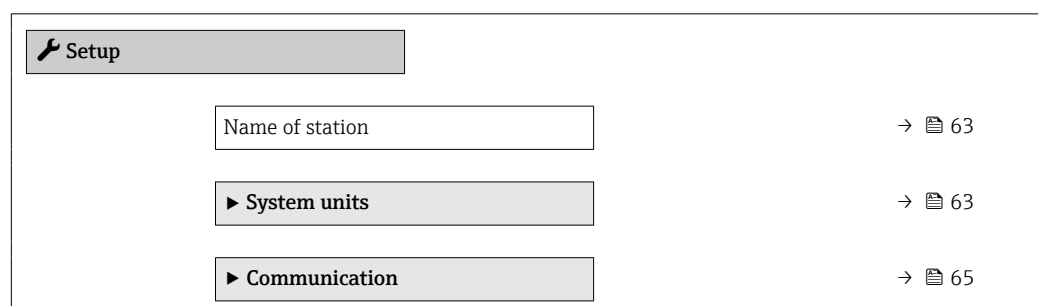 Setup
Name of station → 63
► System units → 63
► Communication → 65